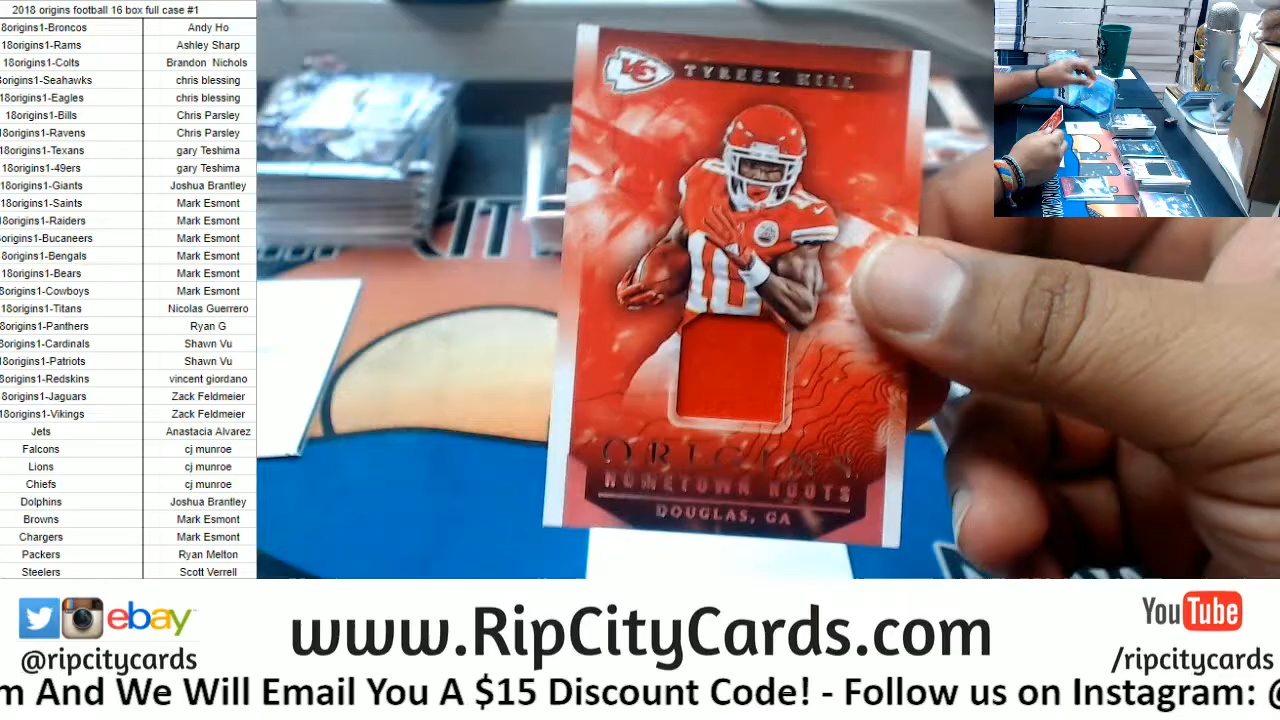 2018 origins football 16 box full case #1
8origins1-Broncos Andy Ho
18origins1-Rams Ashley Sharp
18origins1-Colts Brandon Nichols
8origins1-Seahawks chris blessing
18origins1-Eagles chris blessing
18origins1-Bills Chris Parsley
18origins1-Ravens Chris Parsley
18origins1-Texans gary Teshima
18origins1-49ers gary Teshima
18origins1-Giants Joshua Brantley
18origins1-Saints Mark Esmont
18origins1-Raiders Mark Esmont
origins1-Bucaneers Mark Esmont
8origins1-Bengals Mark Esmont
18origins1-Bears Mark Esmont
8origins1-Cowboys Mark Esmont
18origins1-Titans Nicolas Guerrero
8origins1-Panthers Ryan G
8origins1-Cardinals Shawn Vu
8origins1-Patriots Shawn Vu
8origins1-Redskins vincent giordano
8origins1-Jaguars Zack Feldmeier
18origins1-Vikings Zack Feldmeier
Jets Anastacia Alvarez
Falcons cj munroe
Lions cj munroe
Chiefs cj munroe
Dolphins Joshua Brantley
Browns Mark Esmont
Chargers Mark Esmont
Packers Ryan Melton
Steelers Scott Verrell
KC TYREEK HILL
10
ORIGINS
HOMETOWN ROOTS
DOUGLAS, GA
ebay
@ripcitycards
www.RipCityCards.com
YouTube
/ripcitycards
m And We Will Email You A $15 Discount Code! - Follow us on Instagram: @